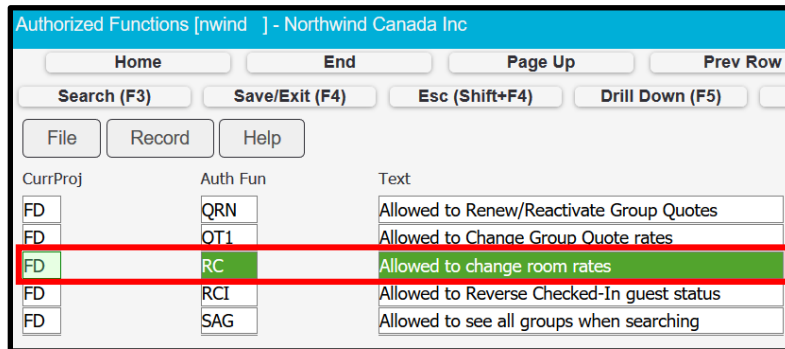 Authorized Functions [nwind ] - Northwind Canada Inc
Home End Page Up Prev Row
Search (F3) Save/Exit (F4) Esc (Shift+F4) Drill Down (F5)
File Record Help
CurrProj Auth Fun Text
FD QRN Allowed to Renew/Reactivate Group Quotes
FD QT1 Allowed to Change Group Quote rates
FD RC Allowed to change room rates
FD RCI Allowed to Reverse Checked-In guest status
FD SAG Allowed to see all groups when searching